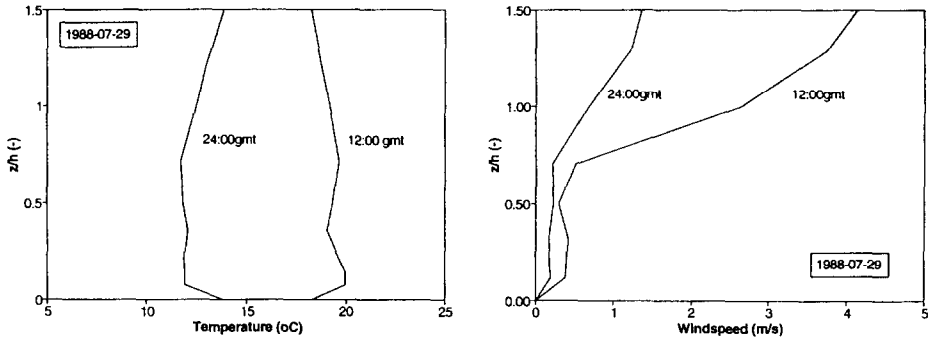 1.5
1988-07-29
1
24:00gmt
12:00 gmt
z/h (-)
0.5
0
5
10
15
20
25
Temperature (oC)
1.50
24:00gmt
12:00gmt
1.00
z/h (-)
0.50
1988-07-29
0.00
0
1
2
3
4
5
Windspeed (m/s)